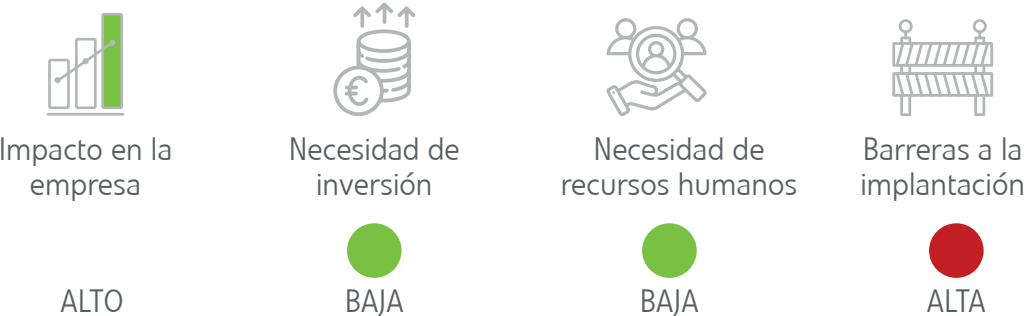 Impacto en la
empresa
ALTO
Necesidad de
inversión
BAJA
Necesidad de
recursos humanos
BAJA
Barreras a la
implantación
ALTA